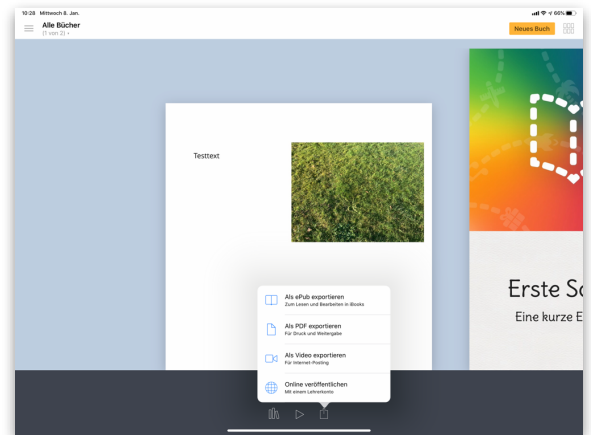 10:28 Mittwoch 8. Jan.
66%
Alle Bücher
(1 von 2)
Neues Buch
Testtext
Erste Sc
Eine kurze E
Als ePub exportieren
Zum Lesen und Bearbeiten in iBooks
Als PDF exportieren
Für Druck und Weitergabe
Als Video exportieren
Für Internet-Posting
Online veröffentlichen
Mit einem Lehrerkonto